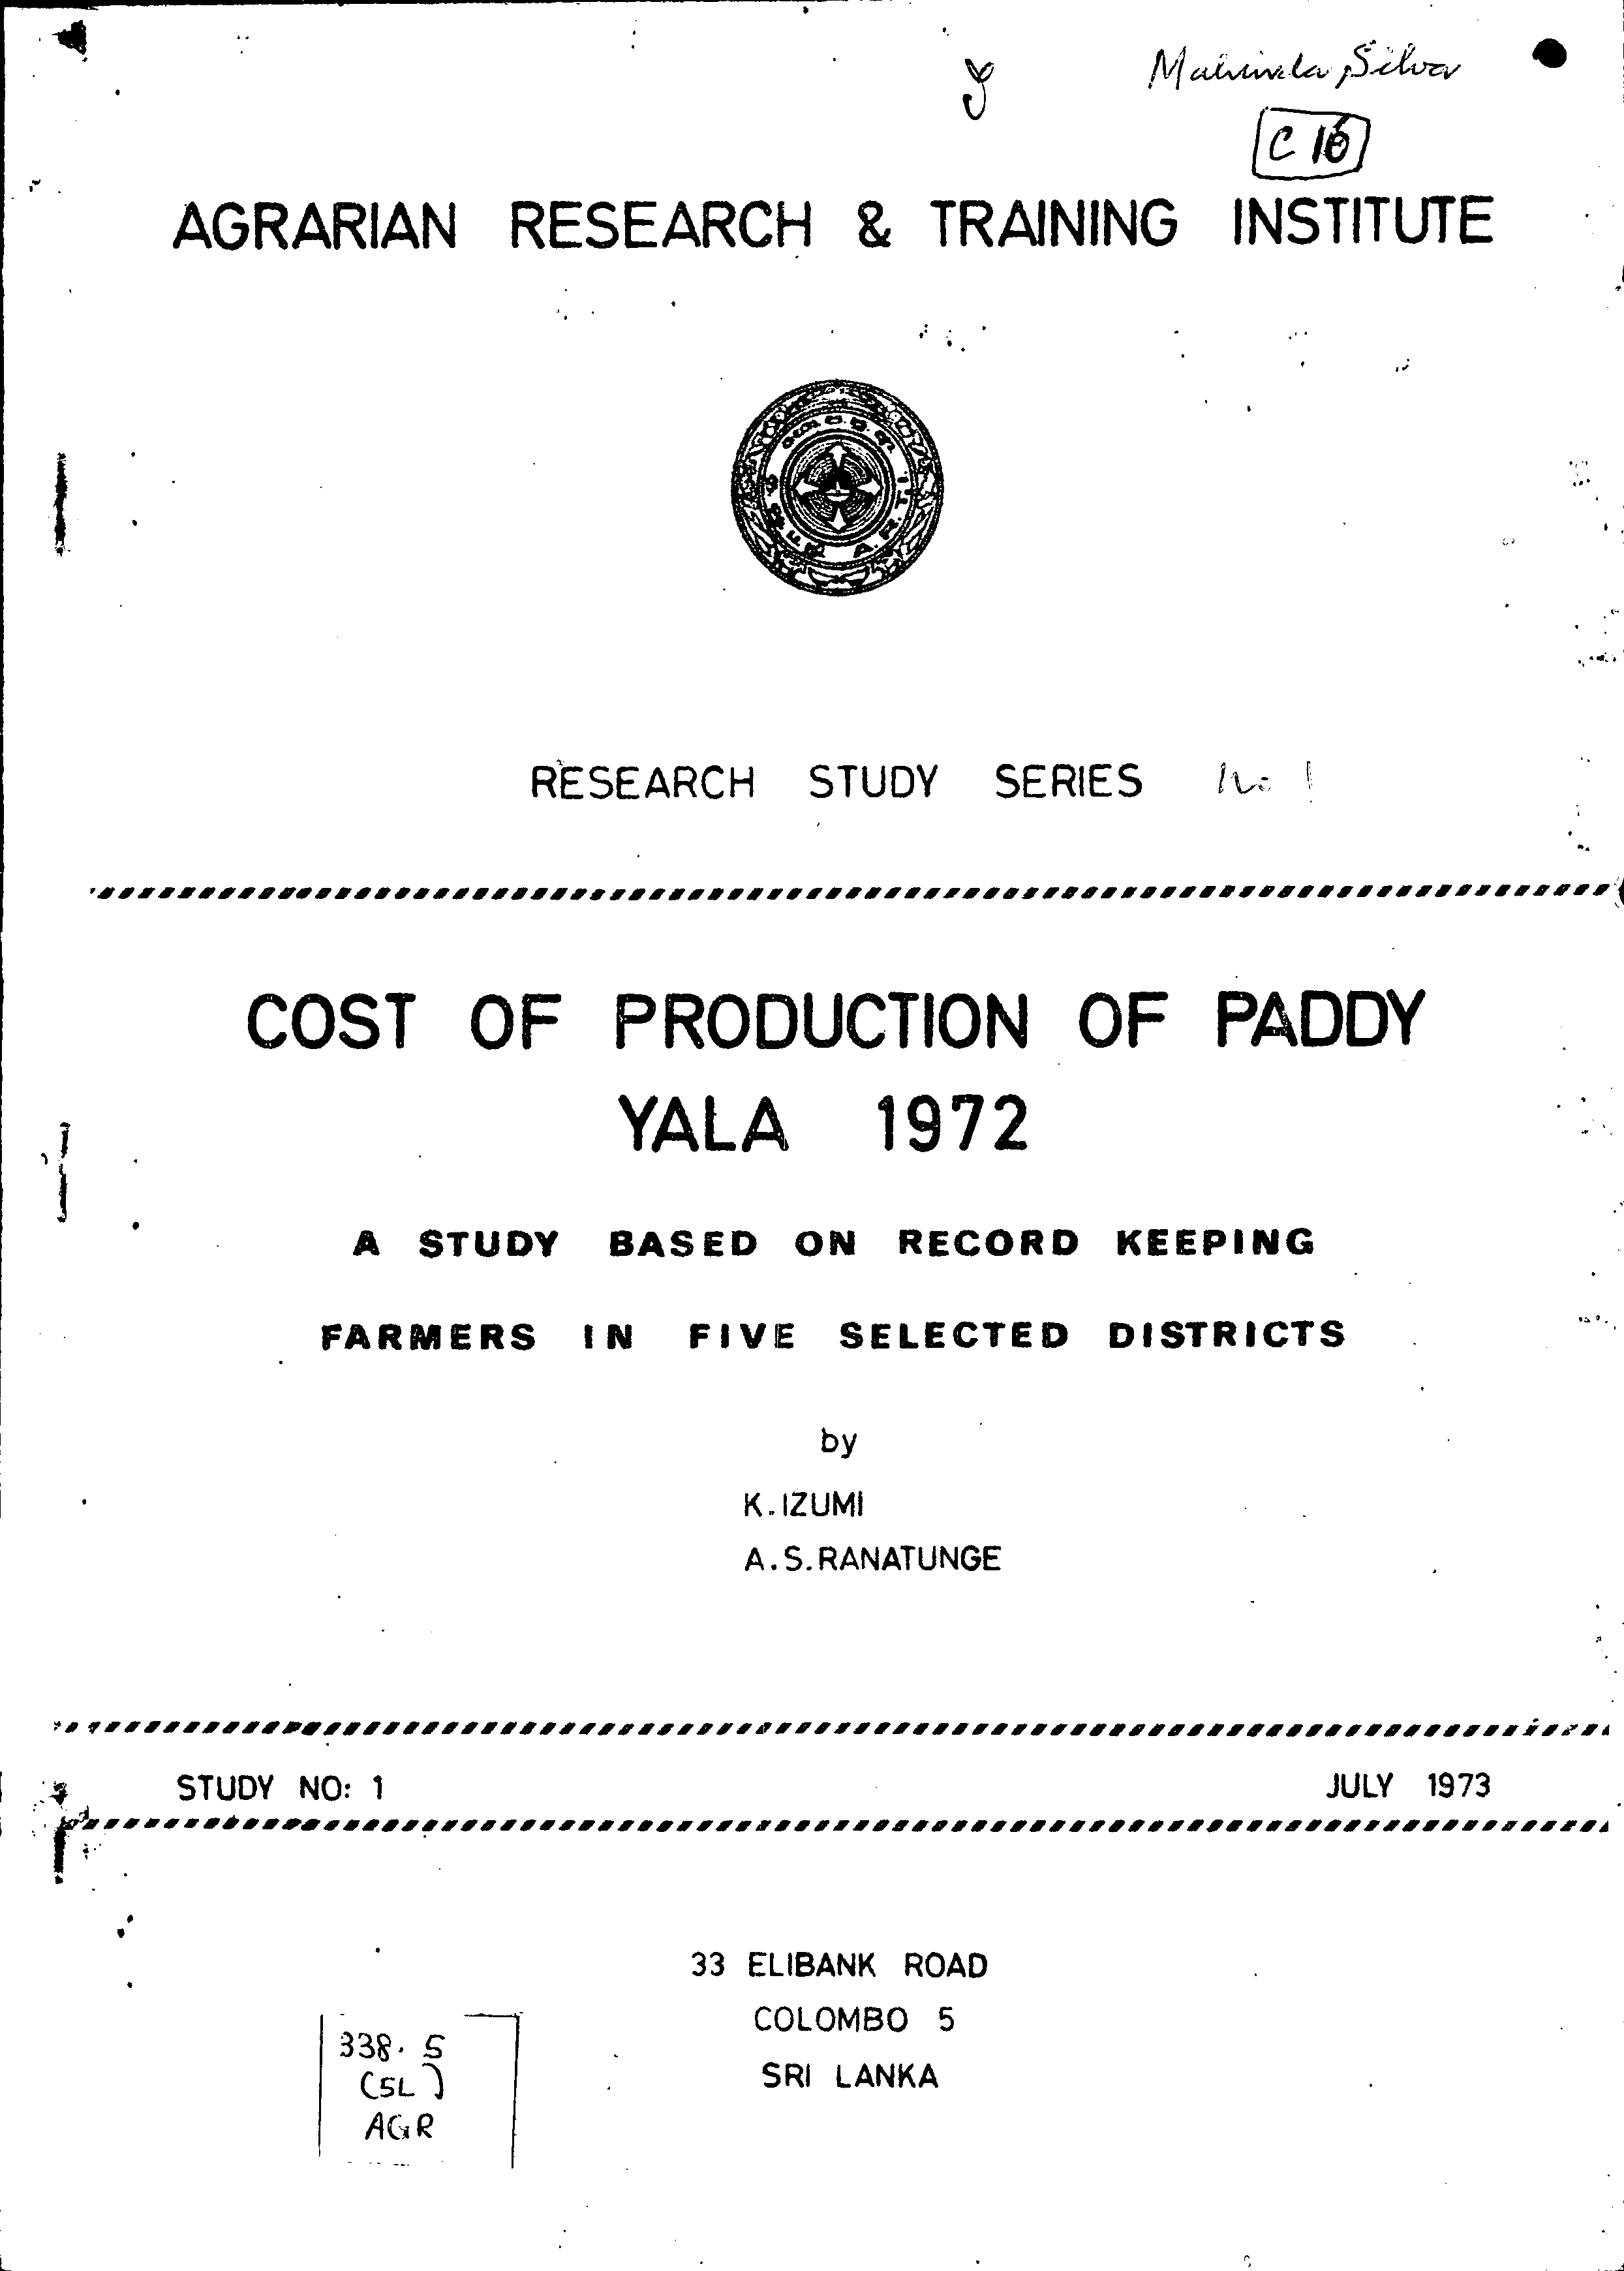 Mahinda Silva
C 16
AGRARIAN RESEARCH & TRAINING INSTITUTE
A.R.T.I.
RESEARCH STUDY SERIES No 1
COST OF PRODUCTION OF PADDY
YALA 1972
A STUDY BASED ON RECORD KEEPING
FARMERS IN FIVE SELECTED DISTRICTS
by
K. IZUMI
A.S. RANATUNGE
STUDY NO: 1 JULY 1973
33 ELIBANK ROAD
COLOMBO 5
SRI LANKA
338.5
(SL)
AGR